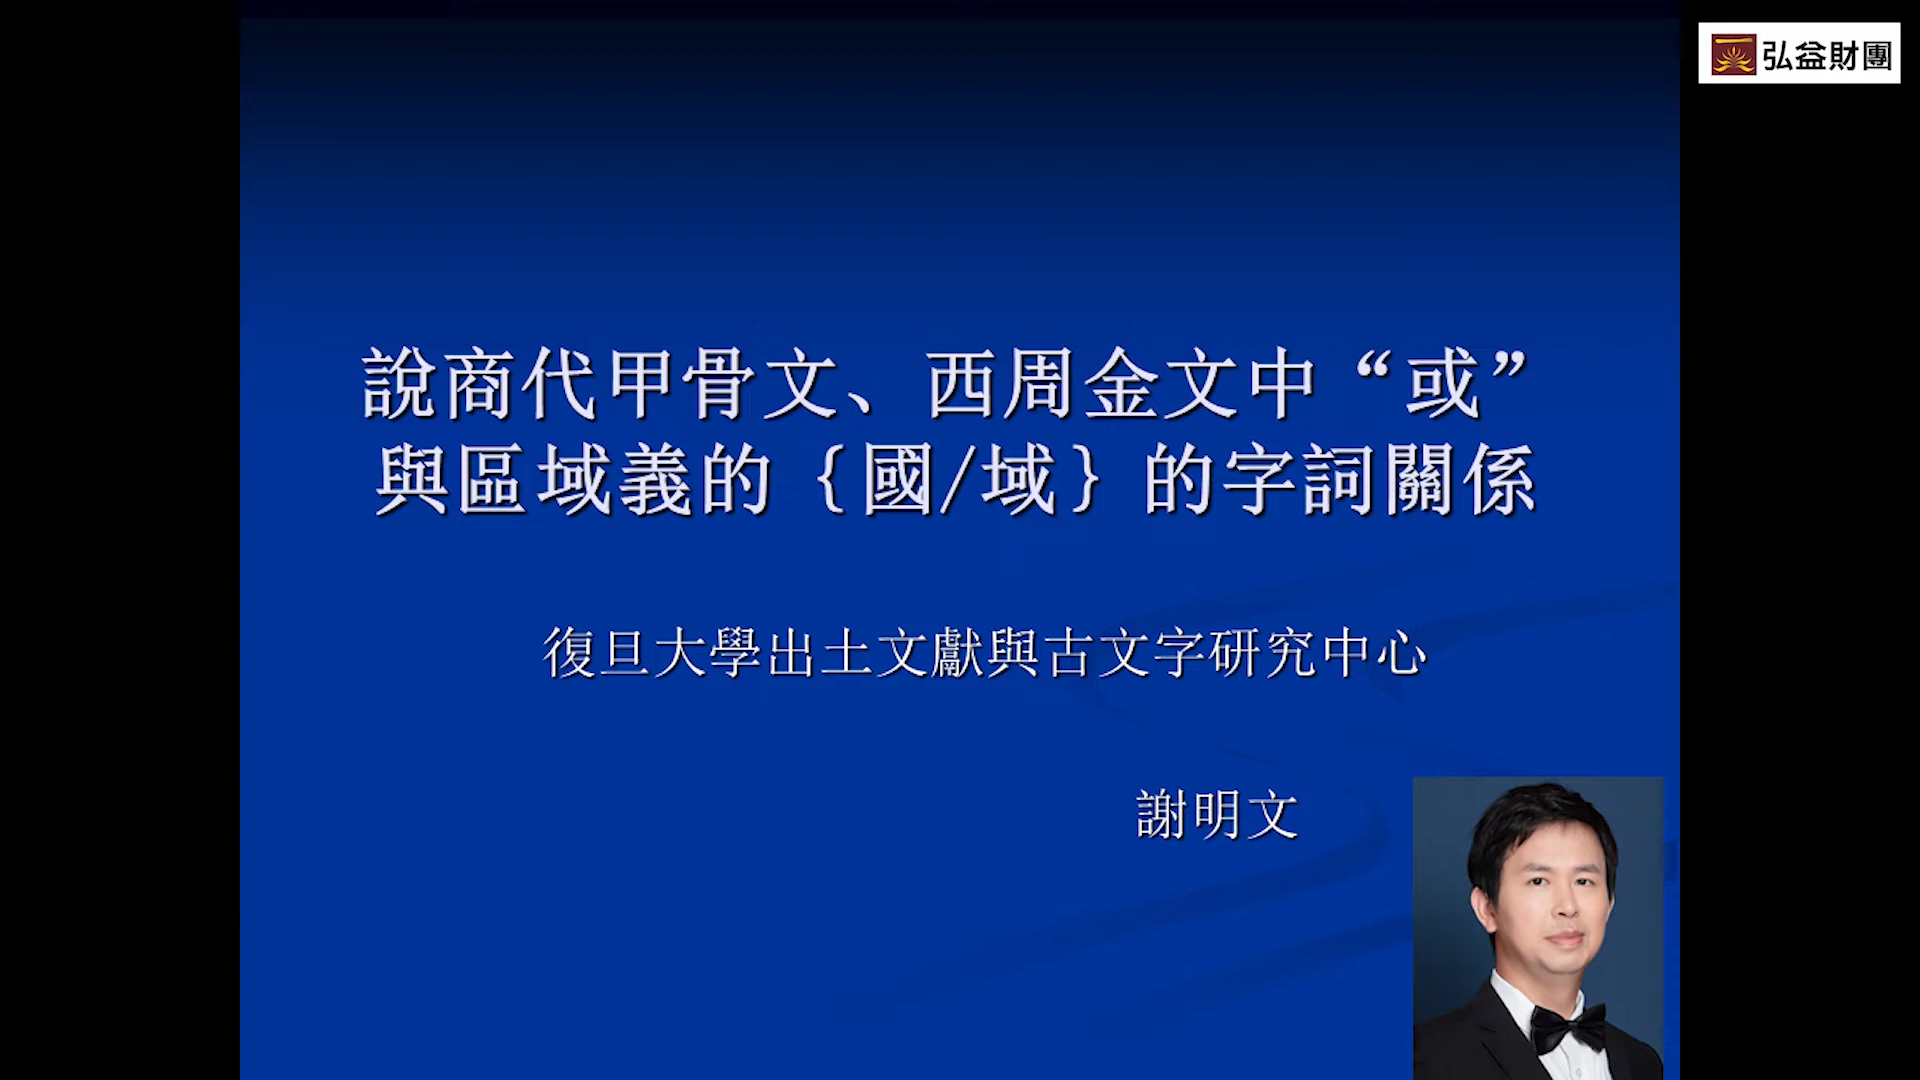 弘益財團
說商代甲骨文、西周金文中“或”
與區域義的｛國/域｝的字詞關係
復旦大學出土文獻與古文字研究中心
謝明文